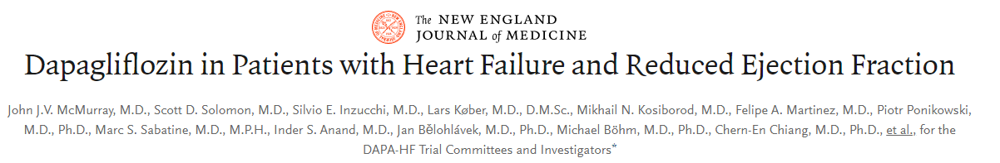 The NEW ENGLAND
JOURNAL of MEDICINE
Dapagliflozin in Patients with Heart Failure and Reduced Ejection Fraction
John J.V. McMurray, M.D., Scott D. Solomon, M.D., Silvio E. Inzucchi, M.D., Lars Køber, M.D., D.M.Sc., Mikhail N. Kosiborod, M.D., Felipe A. Martinez, M.D., Piotr Ponikowski,
M.D., Ph.D., Marc S. Sabatine, M.D., M.P.H., Inder S. Anand, M.D., Jan Bělohlávek, M.D., Ph.D., Michael Böhm, M.D., Ph.D., Chern-En Chiang, M.D., Ph.D., et al., for the
DAPA-HF Trial Committees and Investigators*